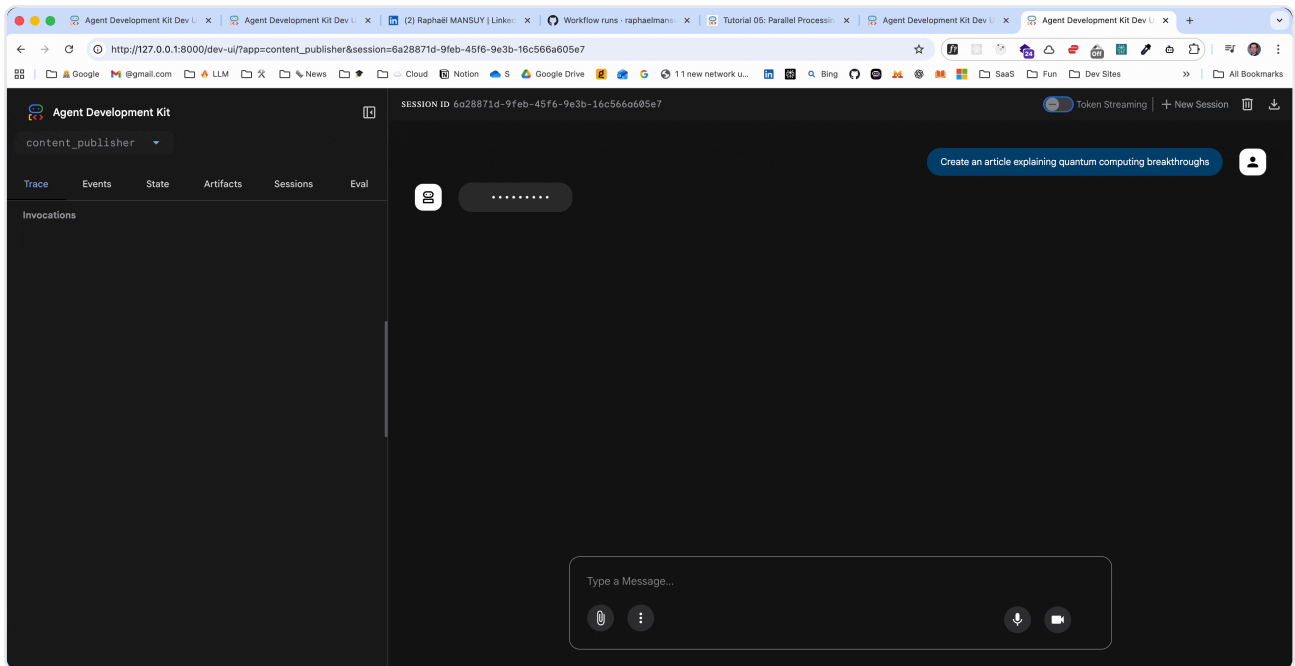 Agent Development Kit Dev U
Agent Development Kit Dev U
(2) Raphaël MANSUY | Linked
Workflow runs · raphaelmans
Tutorial 05: Parallel Processin
Agent Development Kit Dev U
Agent Development Kit Dev U
http://127.0.0.1:8000/dev-ui/?app=content_publisher&session=6a28871d-9feb-45f6-9e3b-16c566a605e7
24
Off
Google
@gmail.com
LLM
News
Cloud
Notion
S
Google Drive
1 1 new network u...
Bing
SaaS
Fun
Dev Sites
All Bookmarks
Agent Development Kit
SESSION ID 6a28871d-9feb-45f6-9e3b-16c566a605e7
Token Streaming
+ New Session
content_publisher
Create an article explaining quantum computing breakthroughs
Trace Events State Artifacts Sessions Eval
Invocations
Type a Message...